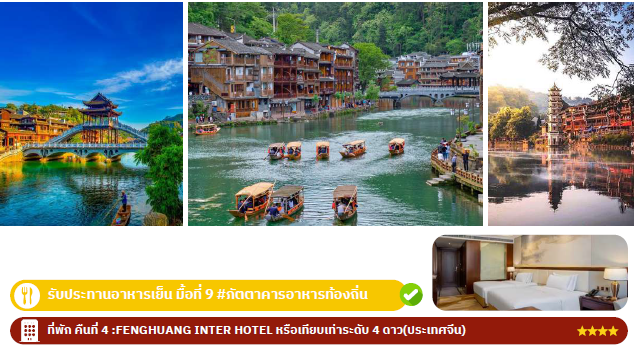 รับประทานอาหารเย็น มื้อที่ 9 #ภัตตาคารอาหารท้องถิ่น
ที่พัก คืนที่ 4 :FENGHUANG INTER HOTEL หรือเทียบเท่าระดับ 4 ดาว(ประเทศจีน)